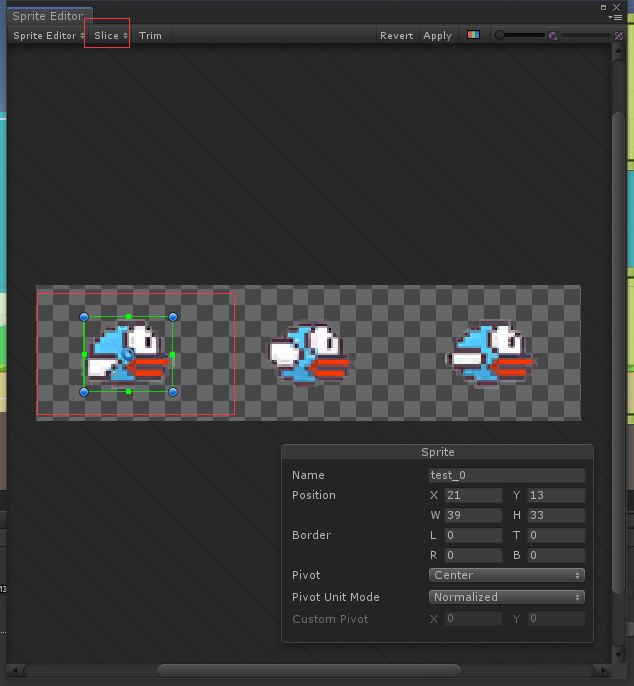 Sprite Editor
Sprite Editor Slice Trim Revert Apply
Sprite
Name test_0
Position X 21 Y 13
W 39 H 33
Border L 0 T 0
R 0 B 0
Pivot Center
Pivot Unit Mode Normalized
Custom Pivot X 0 Y 0